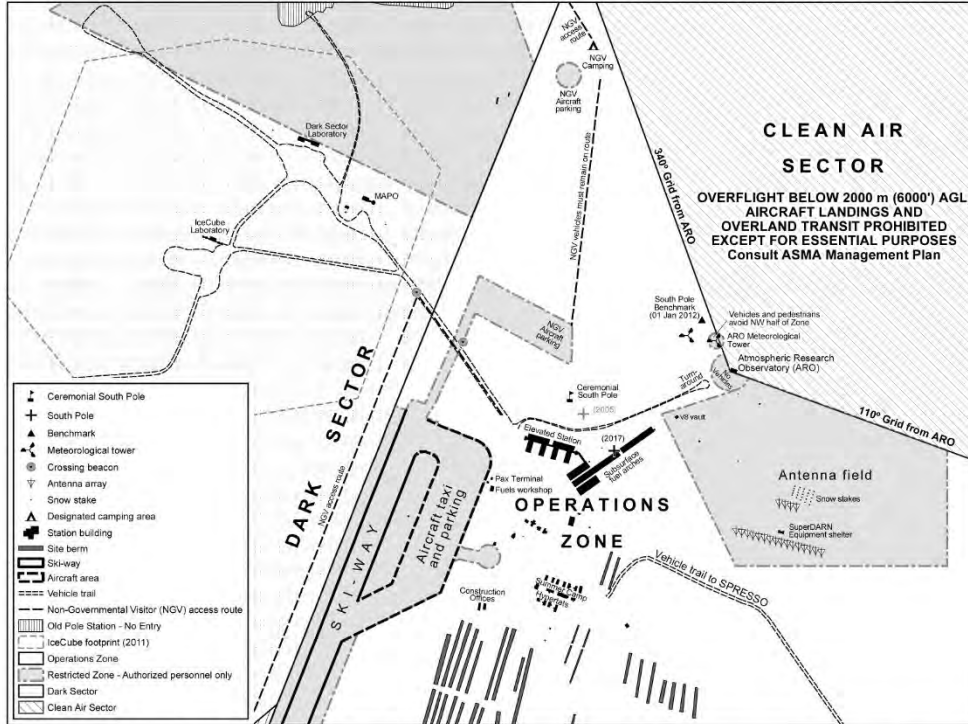 NGV
access
route
NGV
Camping
NGV
Aircraft
parking
CLEAN AIR
SECTOR
OVERFLIGHT BELOW 2000 m (6000') AGL
AIRCRAFT LANDINGS AND
OVERLAND TRANSIT PROHIBITED
EXCEPT FOR ESSENTIAL PURPOSES
Consult ASMA Management Plan
340º Grid from ARO
NGV vehicles must remain on route
Dark Sector
Laboratory
MAPO
IceCube
Laboratory
South Pole
Benchmark
(01 Jan 2012)
Vehicles and pedestrians
avoid NW half of Zone
ARO Meteorological
Tower
Atmospheric Research
Observatory (ARO)
No Vehicles
110º Grid from ARO
NGV
Aircraft
parking
Turn-
around
Ceremonial
South Pole
(2005)
(2017)
Elevated Station
Subsurface
fuel arches
v8 vault
DARK SECTOR
NGV access route
SKI-WAY
Aircraft taxi
and parking
Pax Terminal
Fuels workshop
OPERATIONS
ZONE
Antenna field
Snow stakes
SuperDARN
Equipment shelter
Vehicle trail to SPRESSO
Construction
Offices
Summer Camp
Hypertats
Ceremonial South Pole
South Pole
Benchmark
Meteorological tower
Crossing beacon
Antenna array
Snow stake
Designated camping area
Station building
Site berm
Ski-way
Aircraft area
Vehicle trail
Non-Governmental Visitor (NGV) access route
Old Pole Station - No Entry
IceCube footprint (2011)
Operations Zone
Restricted Zone - Authorized personnel only
Dark Sector
Clean Air Sector